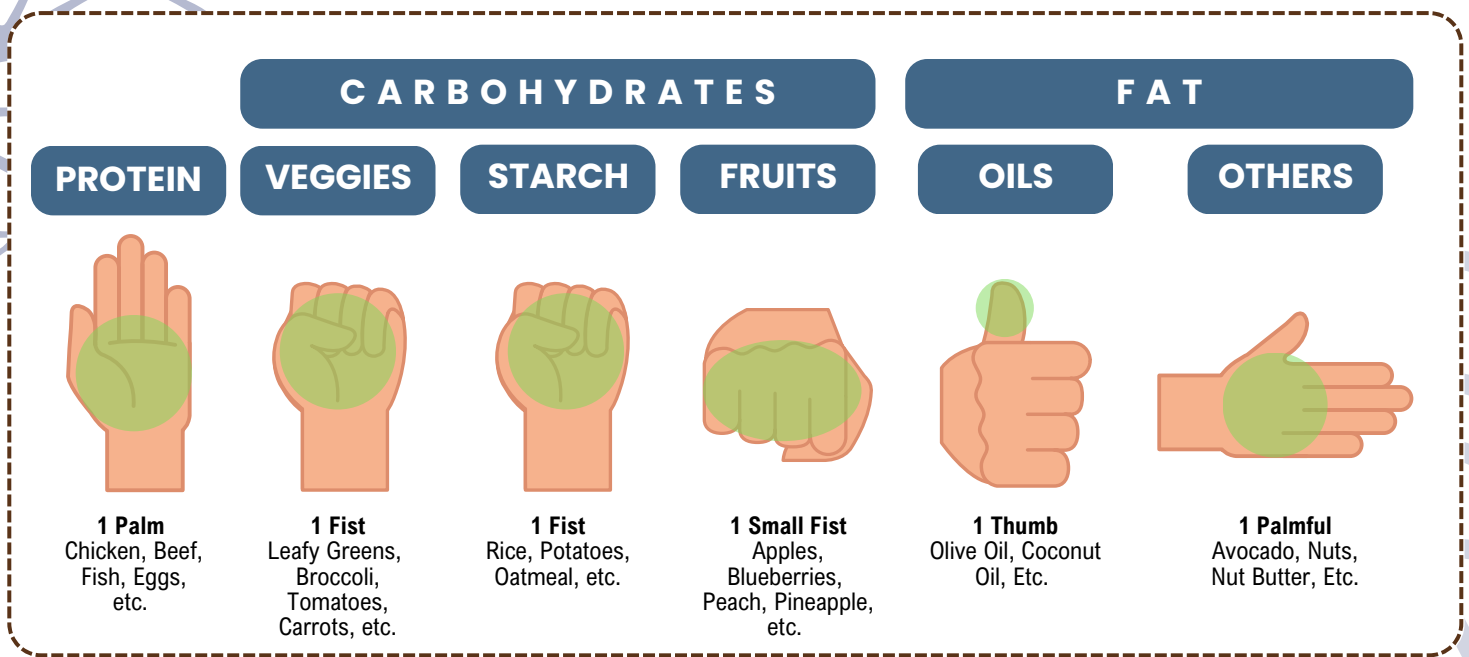 CARBOHYDRATES
FAT
PROTEIN
VEGGIES
STARCH
FRUITS
OILS
OTHERS
1 Palm
Chicken, Beef,
Fish, Eggs,
etc.
1 Fist
Leafy Greens,
Broccoli,
Tomatoes,
Carrots, etc.
1 Fist
Rice, Potatoes,
Oatmeal, etc.
1 Small Fist
Apples,
Blueberries,
Peach, Pineapple,
etc.
1 Thumb
Olive Oil, Coconut
Oil, Etc.
1 Palmful
Avocado, Nuts,
Nut Butter, Etc.